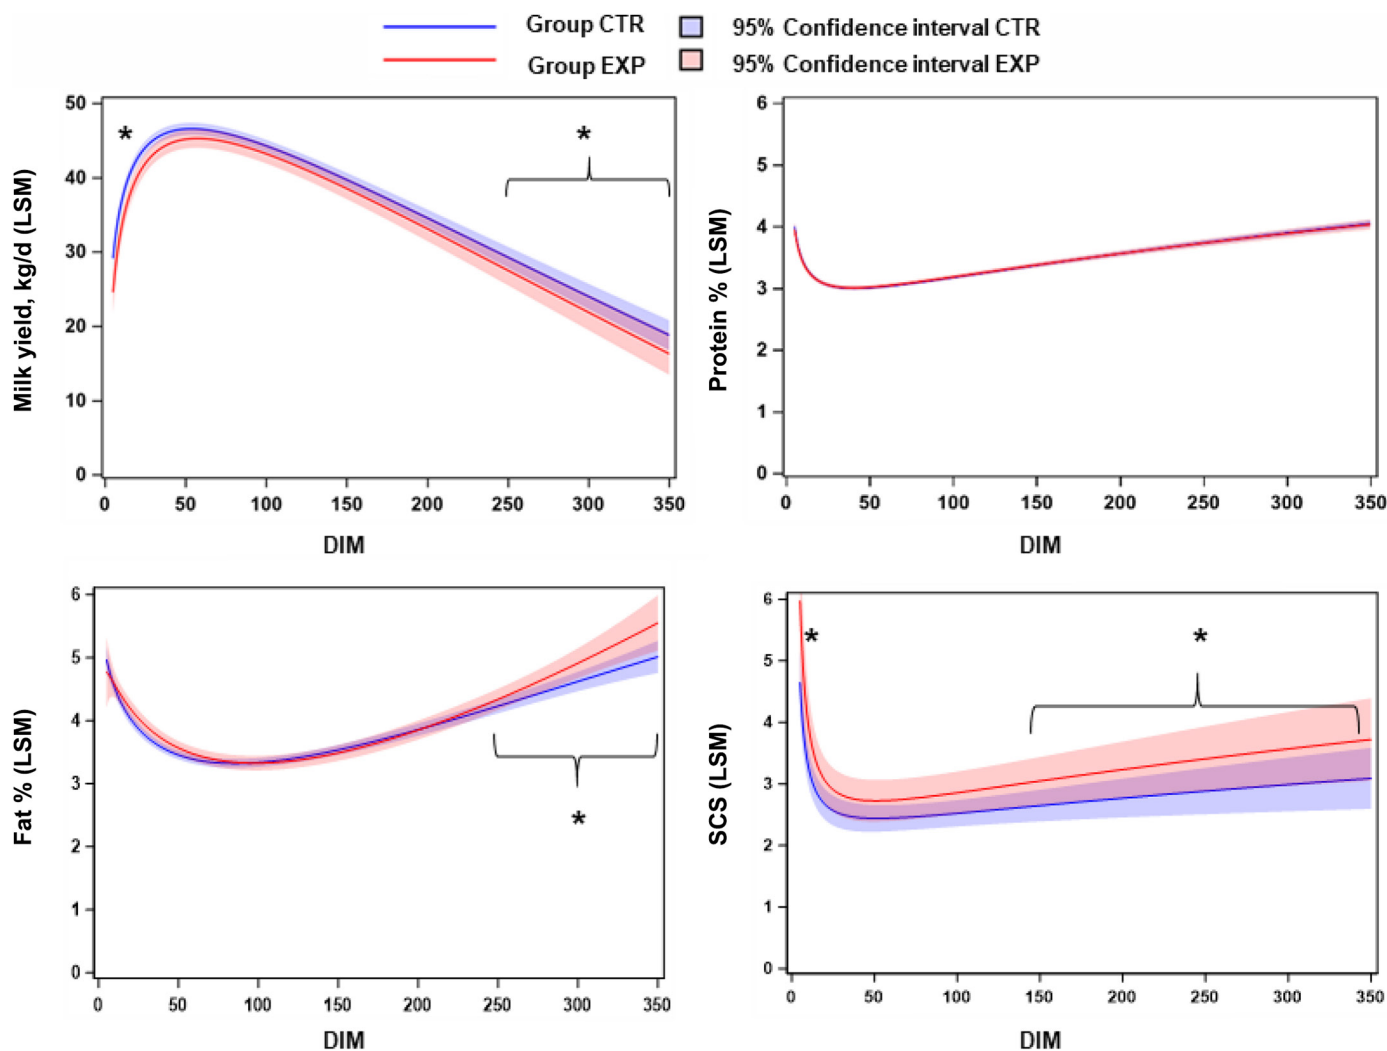 Group CTR
95% Confidence interval CTR
Group EXP
95% Confidence interval EXP
Milk yield, kg/d (LSM)
50
40
30
20
10
0
*
*
0 50 100 150 200 250 300 350
DIM
Protein % (LSM)
6
5
4
3
2
1
0
0 50 100 150 200 250 300 350
DIM
Fat % (LSM)
6
5
4
3
2
1
0
*
0 50 100 150 200 250 300 350
DIM
SCS (LSM)
6
5
4
3
2
1
0
*
*
0 50 100 150 200 250 300 350
DIM